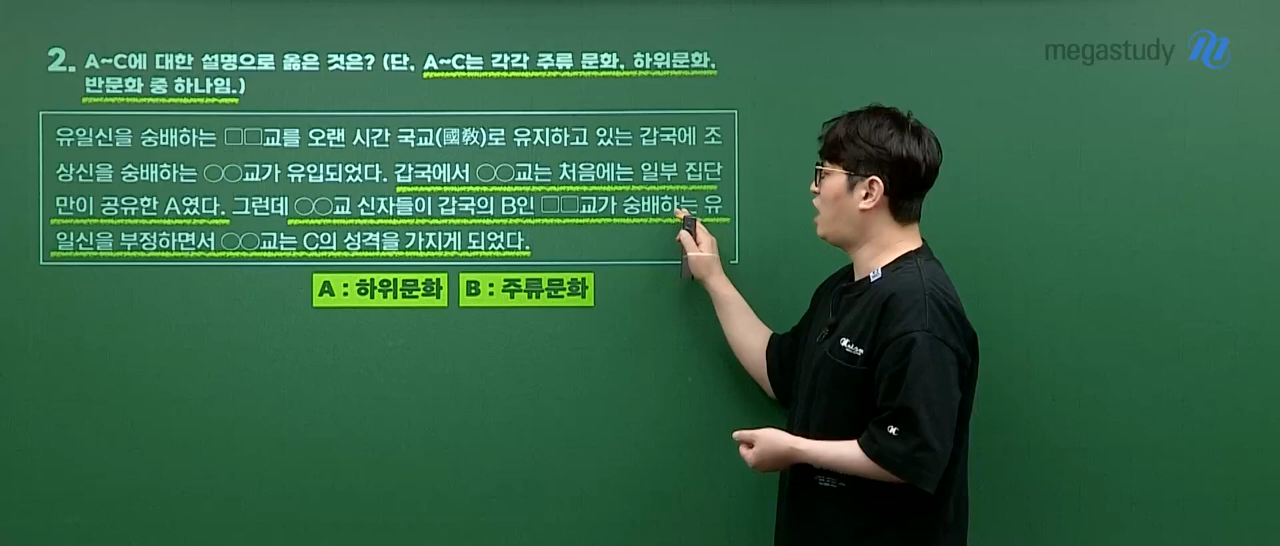 megastudy
2. A~C에 대한 설명으로 옳은 것은? (단, A~C는 각각 주류 문화, 하위문화,
반문화 중 하나임.)
유일신을 숭배하는 □□교를 오랜 시간 국교(國敎)로 유지하고 있는 갑국에 조
상신을 숭배하는 ○○교가 유입되었다. 갑국에서 ○○교는 처음에는 일부 집단
만이 공유한 A였다. 그런데 ○○교 신자들이 갑국의 B인 □□교가 숭배하는 유
일신을 부정하면서 ○○교는 C의 성격을 가지게 되었다.
A : 하위문화 B : 주류문화